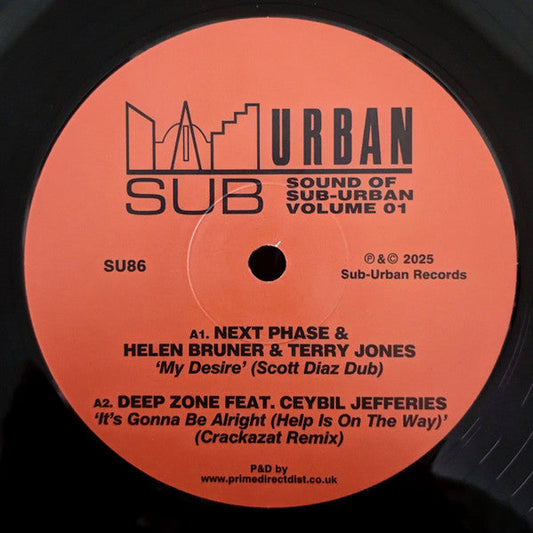 URBAN
SUB
SOUND OF
SUB-URBAN
VOLUME 01
SU86
℗ & © 2025
Sub-Urban Records
A1. NEXT PHASE &
HELEN BRUNER & TERRY JONES
‘My Desire’ (Scott Diaz Dub)
A2. DEEP ZONE FEAT. CEYBIL JEFFERIES
‘It’s Gonna Be Alright (Help Is On The Way)’
(Crackazat Remix)
P&D by
www.primedirectdist.co.uk